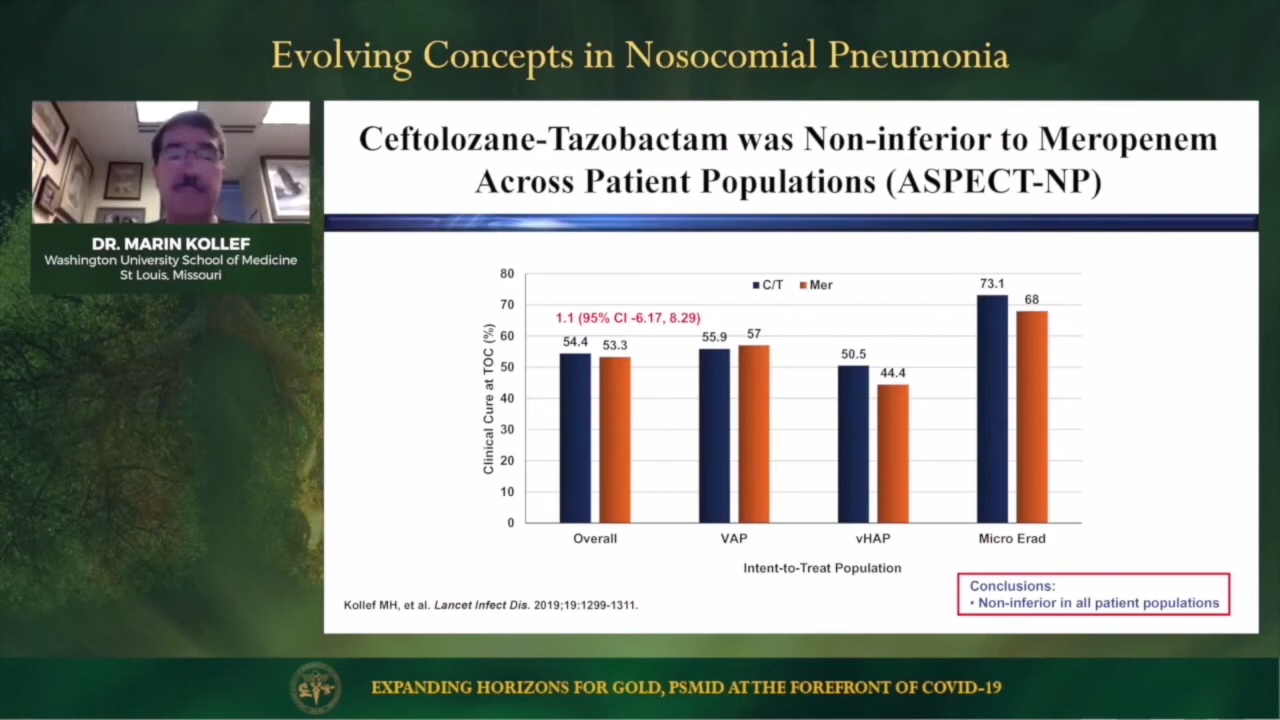 Evolving Concepts in Nosocomial Pneumonia
DR. MARIN KOLLEF
Washington University School of Medicine
St Louis, Missouri
Ceftolozane-Tazobactam was Non-inferior to Meropenem
Across Patient Populations (ASPECT-NP)
C/T Mer
1.1 (95% CI -6.17, 8.29)
Clinical Cure at TOC (%)
80
70
60
50
40
30
20
10
0
54.4 53.3
55.9 57
50.5 44.4
73.1 68
Overall VAP vHAP Micro Erad
Intent-to-Treat Population
Conclusions:
• Non-inferior in all patient populations
Kollef MH, et al. Lancet Infect Dis. 2019;19:1299-1311.
EXPANDING HORIZONS FOR GOLD, PSMID AT THE FOREFRONT OF COVID-19